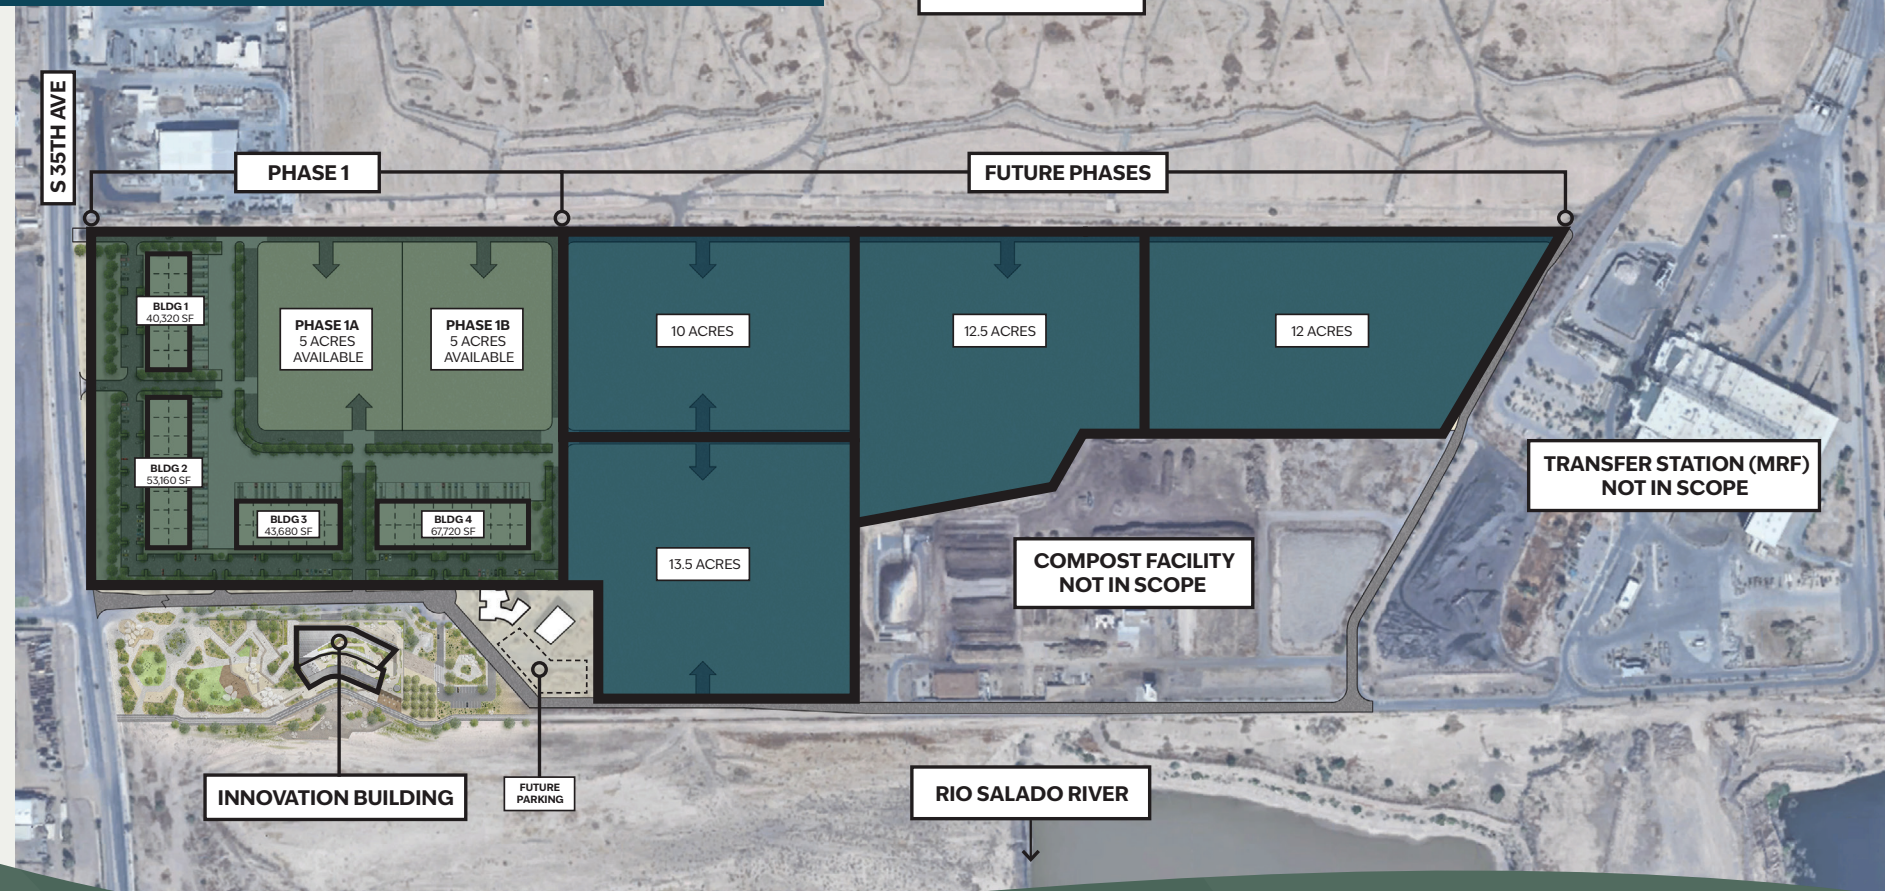 S 35TH AVE
PHASE 1
FUTURE PHASES
BLDG 1
40,320 SF
PHASE 1A
5 ACRES
AVAILABLE
PHASE 1B
5 ACRES
AVAILABLE
10 ACRES
12.5 ACRES
12 ACRES
BLDG 2
53,160 SF
BLDG 3
43,680 SF
BLDG 4
67,720 SF
TRANSFER STATION (MRF)
NOT IN SCOPE
13.5 ACRES
COMPOST FACILITY
NOT IN SCOPE
INNOVATION BUILDING
FUTURE
PARKING
RIO SALADO RIVER